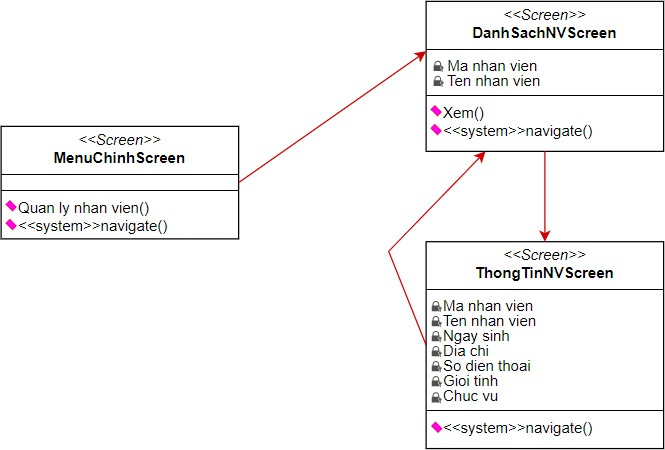 <<Screen>>
MenuChinhScreen
Quan ly nhan vien()
<<system>>navigate()
<<Screen>>
DanhSachNVScreen
Ma nhan vien
Ten nhan vien
Xem()
<<system>>navigate()
<<Screen>>
ThongTinNVScreen
Ma nhan vien
Ten nhan vien
Ngay sinh
Dia chi
So dien thoai
Gioi tinh
Chuc vu
<<system>>navigate()